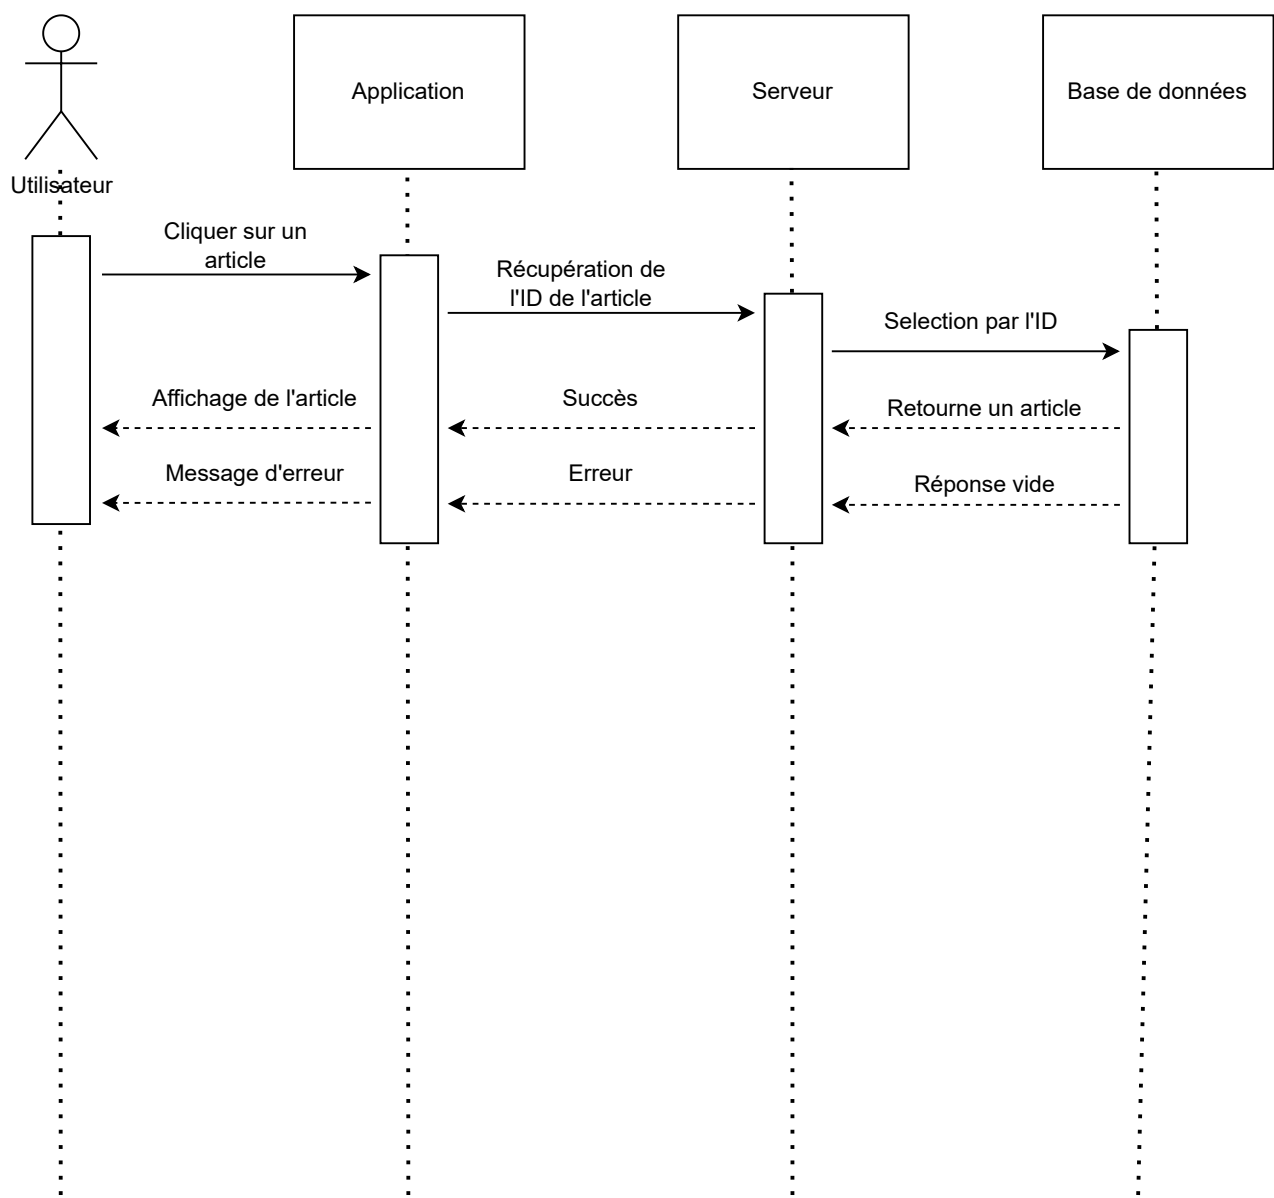 Application
Serveur
Base de données
Utilisateur
Cliquer sur un
article
Récupération de
l'ID de l'article
Selection par l'ID
Affichage de l'article
Succès
Retourne un article
Message d'erreur
Erreur
Réponse vide